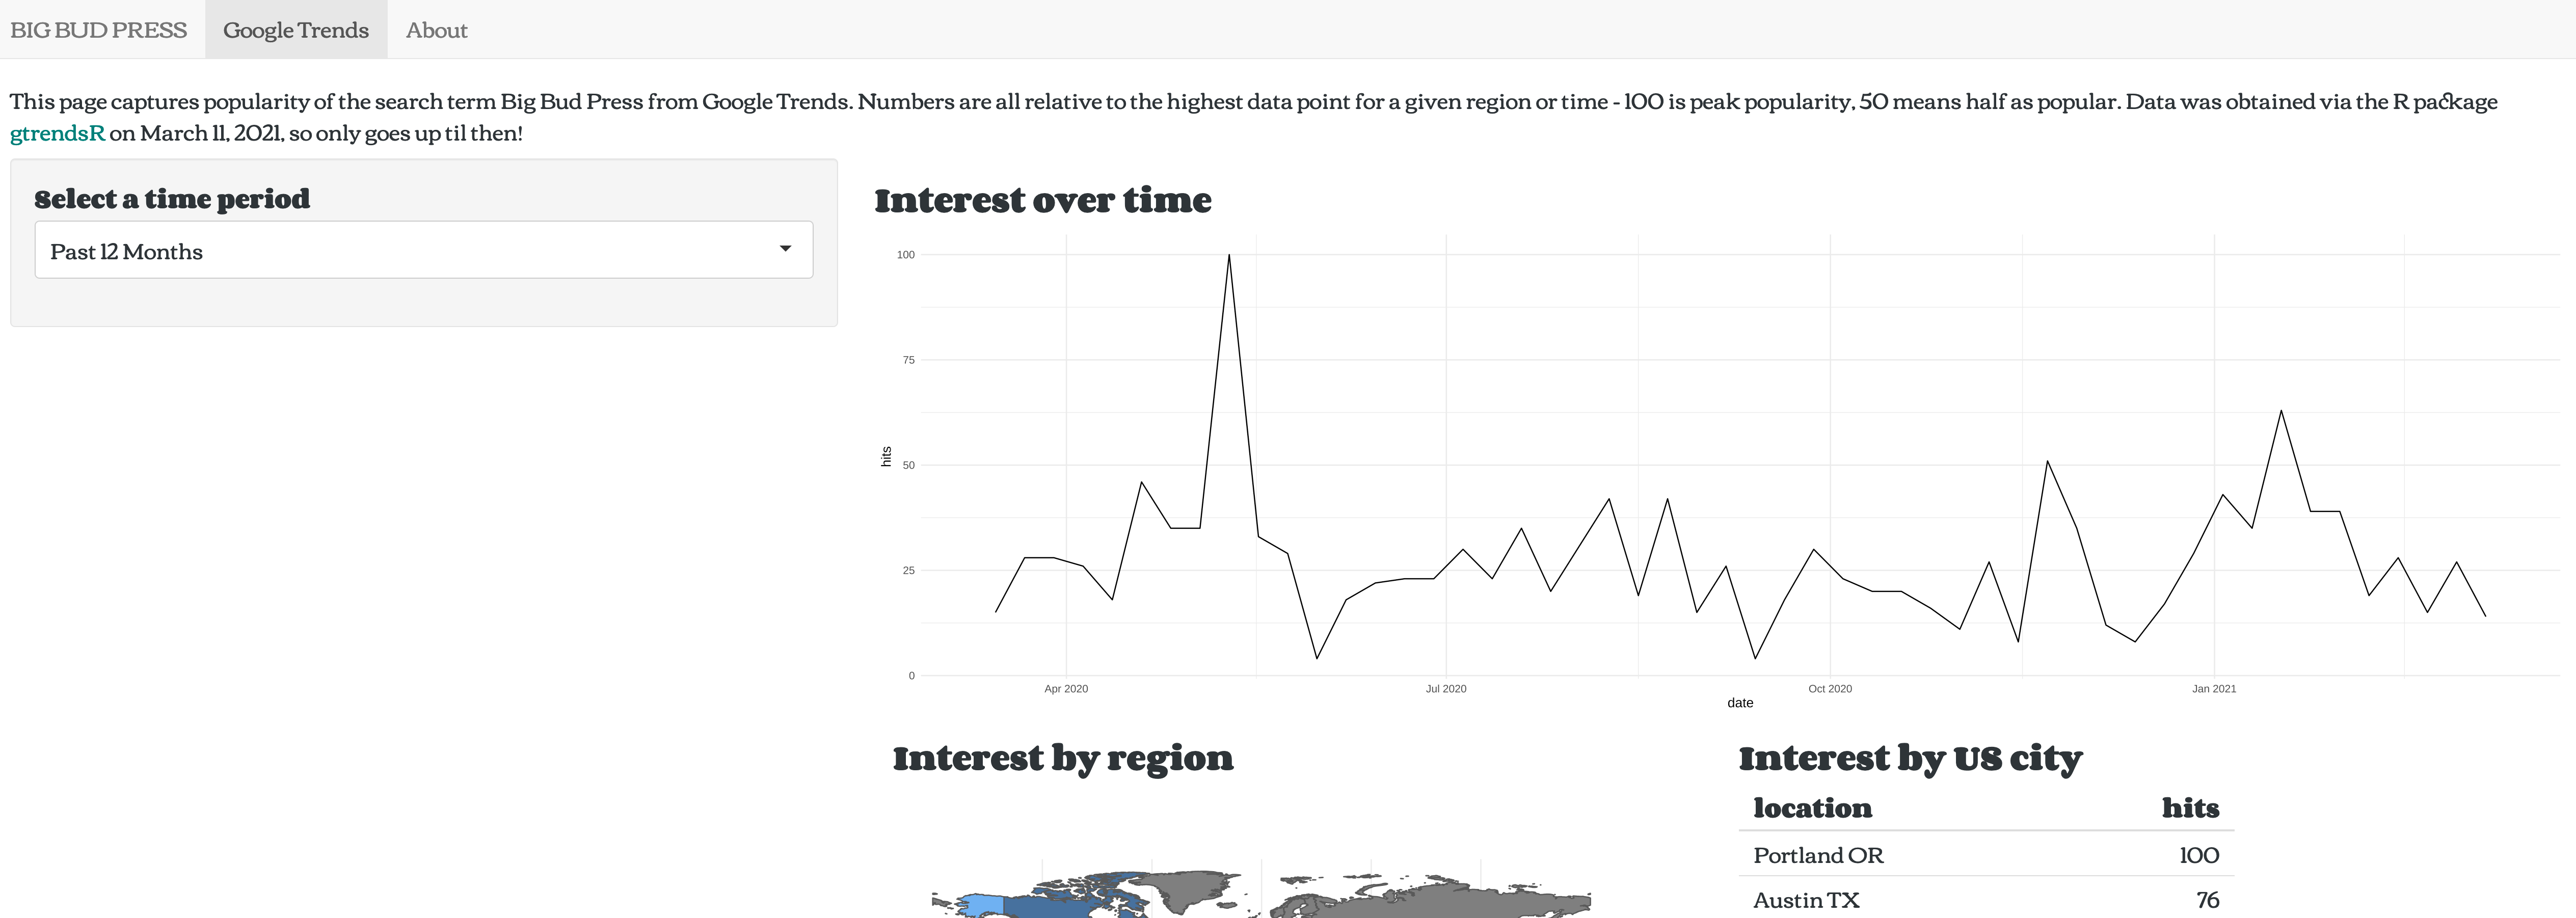 BIG BUD PRESS Google Trends About
This page captures popularity of the search term Big Bud Press from Google Trends. Numbers are all relative to the highest data point for a given region or time - 100 is peak popularity, 50 means half as popular. Data was obtained via the R package
gtrendsR on March 11, 2021, so only goes up til then!
Select a time period
Past 12 Months
Interest over time
100
75
50
25
0
hits
Apr 2020 Jul 2020 Oct 2020 Jan 2021
date
Interest by region
Interest by US city
location hits
Portland OR 100
Austin TX 76